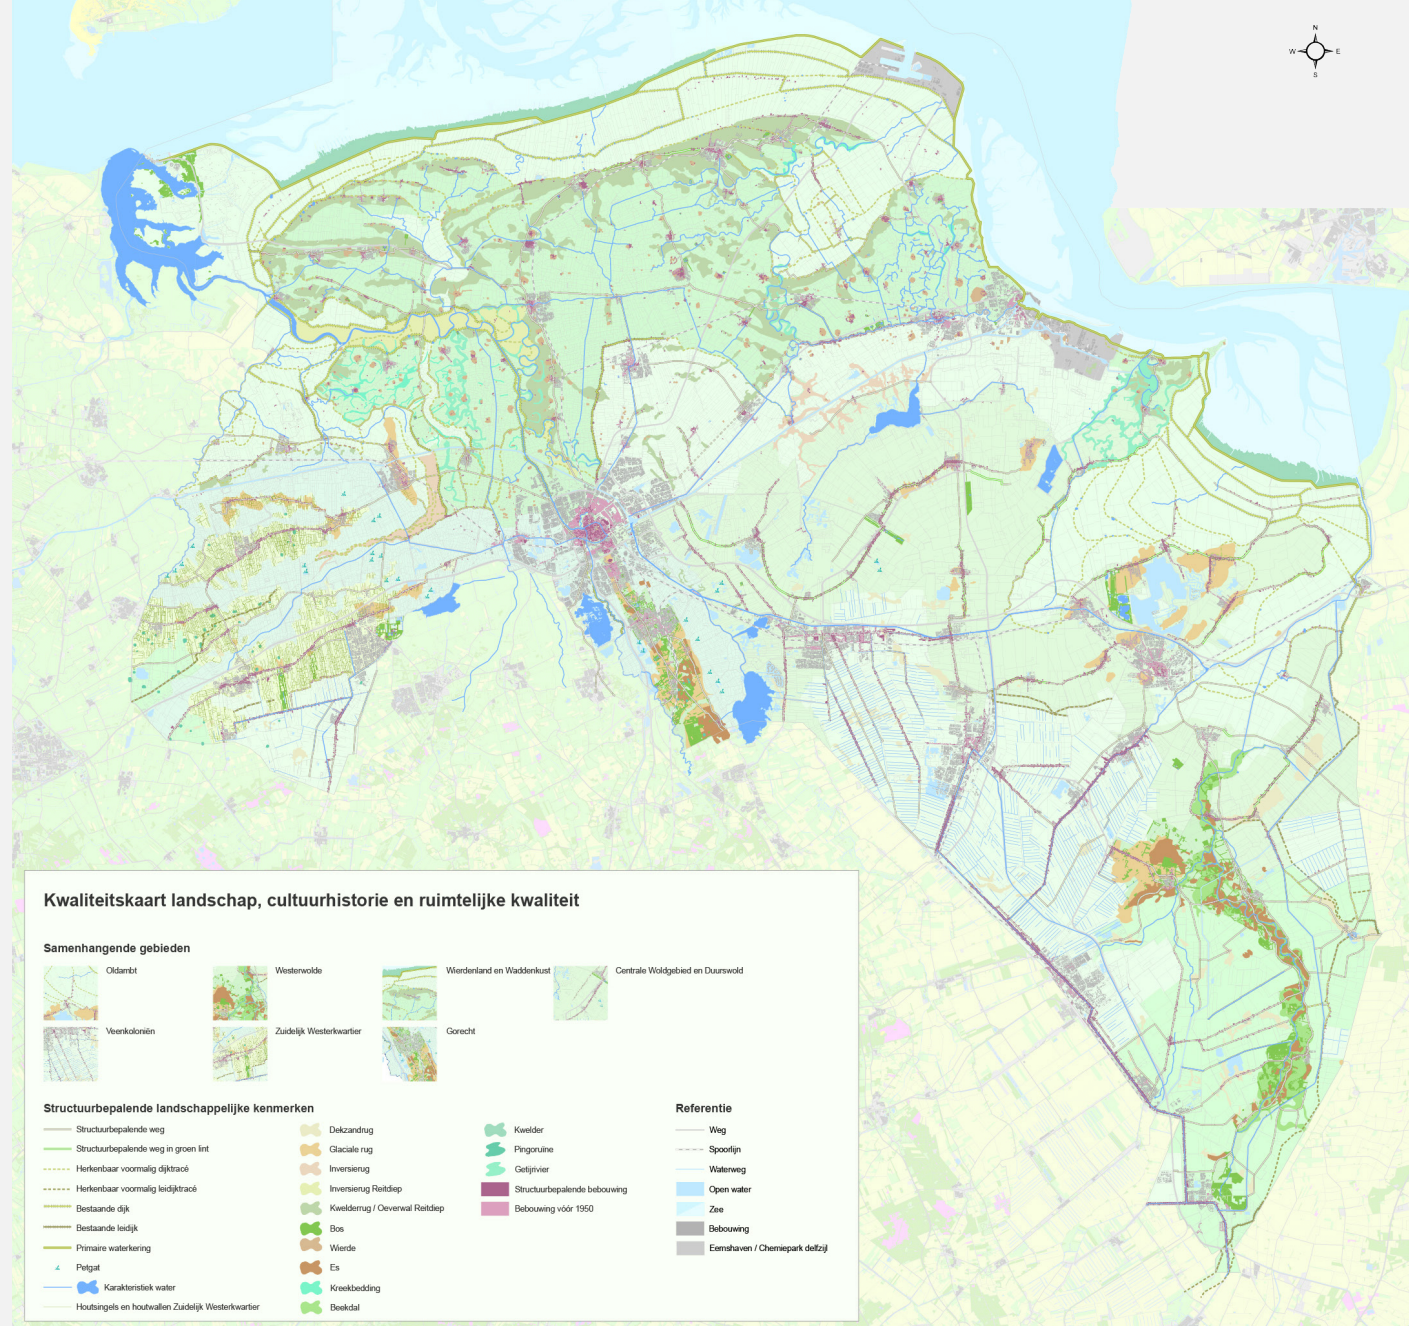 N
W E
S
Kwaliteitskaart landschap, cultuurhistorie en ruimtelijke kwaliteit
Samenhangende gebieden
Oldambt
Westerwolde
Wierdenland en Waddenkust
Centrale Woldgebied en Duurswold
Veenkoloniën
Zuidelijk Westerkwartier
Gorecht
Structuurbepalende landschappelijke kenmerken
Structuurbepalende weg
Structuurbepalende weg in groen lint
Herkenbaar voormalig dijktracé
Herkenbaar voormalig leidijktracé
Bestaande dijk
Bestaande leidijk
Primaire waterkering
Petgat
Karakteristiek water
Houtsingels en houtwallen Zuidelijk Westerkwartier
Dekzandrug
Glaciale rug
Inversierug
Inversierug Reitdiep
Kwelderrug / Oeverwal Reitdiep
Bos
Wierde
Es
Kreekbedding
Beekdal
Kwelder
Pingoruïne
Getijrivier
Structuurbepalende bebouwing
Bebouwing vóór 1950
Referentie
Weg
Spoorlijn
Waterweg
Open water
Zee
Bebouwing
Eemshaven / Chemiepark delfzijl